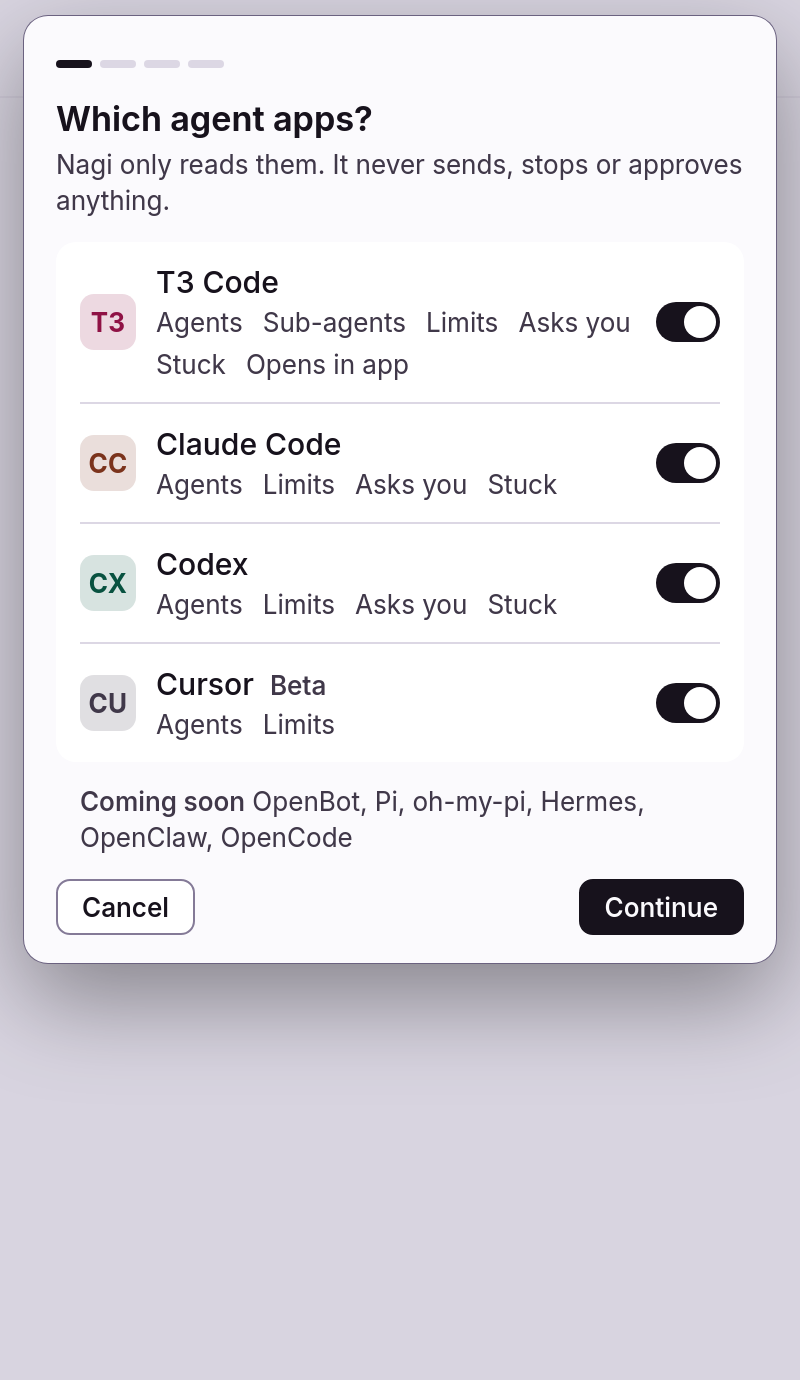 Which agent apps?
Nagi only reads them. It never sends, stops or approves
anything.
T3
T3 Code
Agents Sub-agents Limits Asks you
Stuck Opens in app
CC
Claude Code
Agents Limits Asks you Stuck
CX
Codex
Agents Limits Asks you Stuck
CU
Cursor Beta
Agents Limits
Coming soon OpenBot, Pi, oh-my-pi, Hermes,
OpenClaw, OpenCode
Cancel
Continue